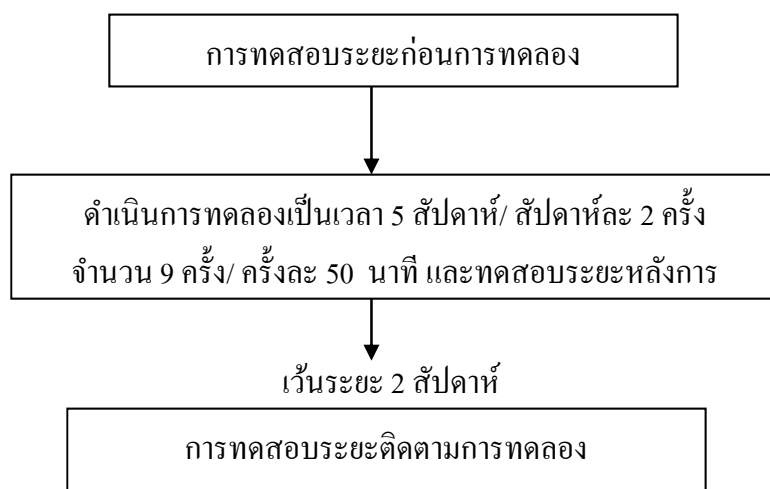 การทดสอบระยะก่อนการทดลอง
ดำเนินการทดลองเป็นเวลา 5 สัปดาห์/ สัปดาห์ละ 2 ครั้ง
จำนวน 9 ครั้ง/ ครั้งละ 50 นาที และทดสอบระยะหลังการ
เว้นระยะ 2 สัปดาห์
การทดสอบระยะติดตามการทดลอง